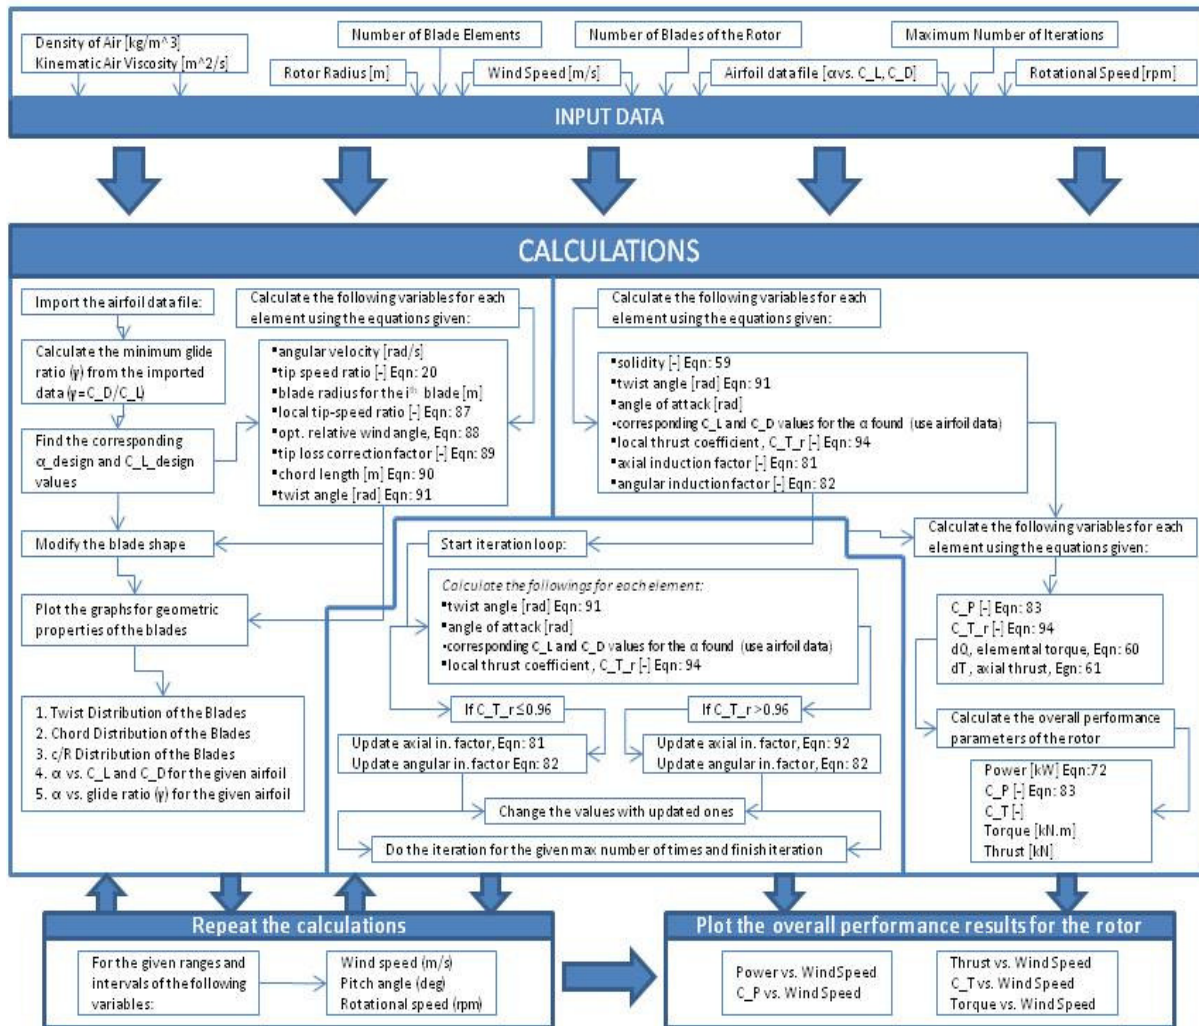 Density of Air [kg/m^3]
Kinematic Air Viscosity [m^2/s]
Number of Blade Elements
Number of Blades of the Rotor
Maximum Number of Iterations
Rotor Radius [m]
Wind Speed [m/s]
Airfoil data file [αvs. C_L, C_D]
Rotational Speed [rpm]
INPUT DATA
CALCULATIONS
Import the airfoil data file:
Calculate the minimum glide
ratio (γ) from the imported
data (γ=C_D/C_L)
Find the corresponding
α_design and C_L_design
values
Modify the blade shape
Plot the graphs for geometric
properties of the blades
1. Twist Distribution of the Blades
2. Chord Distribution of the Blades
3. c/R Distribution of the Blades
4. α vs. C_L and C_D for the given airfoil
5. α vs. glide ratio (γ) for the given airfoil
Calculate the following variables for each
element using the equations given:
▪angular velocity [rad/s]
▪tip speed ratio [-] Eqn: 20
▪blade radius for the iᵗʰ blade [m]
▪local tip-speed ratio [-] Eqn: 87
▪opt. relative wind angle, Eqn: 88
▪tip loss correction factor [-] Eqn: 89
▪chord length [m] Eqn: 90
▪twist angle [rad] Eqn: 91
Calculate the following variables for each
element using the equations given:
▪solidity [-] Eqn: 59
▪twist angle [rad] Eqn: 91
▪angle of attack [rad]
•corresponding C_L and C_D values for the α found (use airfoil data)
▪local thrust coefficient, C_T_r [-] Eqn: 94
▪axial induction factor [-] Eqn: 81
▪angular induction factor [-] Eqn: 82
Start iteration loop:
Calculate the followings for each element:
▪twist angle [rad] Eqn: 91
▪angle of attack [rad]
•corresponding C_L and C_D values for the α found (use airfoil data)
▪local thrust coefficient, C_T_r [-] Eqn: 94
If C_T_r ≤0.96
If C_T_r >0.96
Update axial in. factor, Eqn: 81
Update angular in. factor Eqn: 82
Update axial in. factor, Eqn: 92
Update angular in. factor, Eqn: 82
Change the values with updated ones
Do the iteration for the given max number of times and finish iteration
Calculate the following variables for each
element using the equations given:
C_P [-] Eqn: 83
C_T_r [-] Eqn: 94
dQ, elemental torque, Eqn: 60
dT, axial thrust, Eqn: 61
Calculate the overall performance
parameters of the rotor
Power [kW] Eqn:72
C_P [-] Eqn: 83
C_T [-]
Torque [kN.m]
Thrust [kN]
Repeat the calculations
For the given ranges and
intervals of the following
variables:
Wind speed (m/s)
Pitch angle (deg)
Rotational speed (rpm)
Plot the overall performance results for the rotor
Power vs. Wind Speed
C_P vs. Wind Speed
Thrust vs. Wind Speed
C_T vs. Wind Speed
Torque vs. Wind Speed